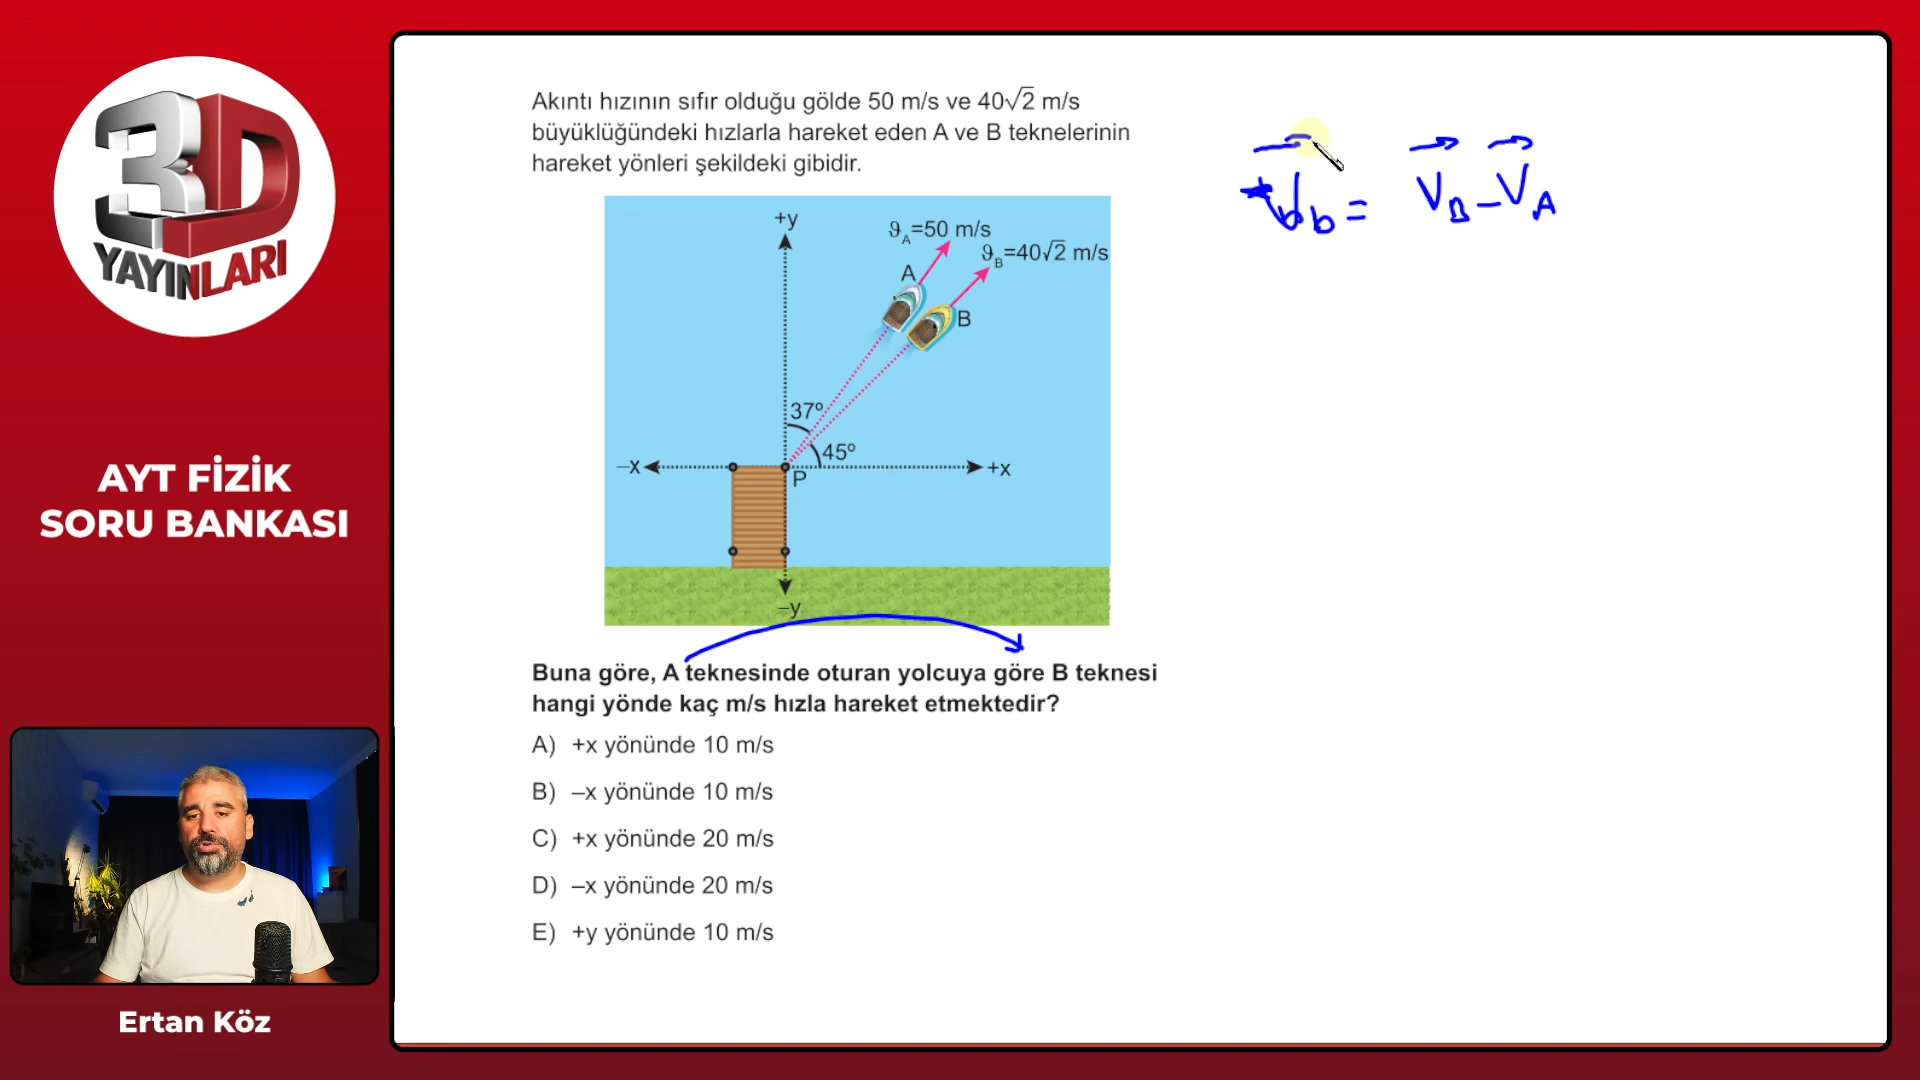 3D
YAYINLARI
AYT FİZİK
SORU BANKASI
Ertan Köz
Akıntı hızının sıfır olduğu gölde 50 m/s ve 40√2 m/s
büyüklüğündeki hızlarla hareket eden A ve B teknelerinin
hareket yönleri şekildeki gibidir.
+y
ϑA=50 m/s
ϑB=40√2 m/s
A
B
37º
45º
–x
P
+x
–y
Buna göre, A teknesinde oturan yolcuya göre B teknesi
hangi yönde kaç m/s hızla hareket etmektedir?
A) +x yönünde 10 m/s
B) –x yönünde 10 m/s
C) +x yönünde 20 m/s
D) –x yönünde 20 m/s
E) +y yönünde 10 m/s
= VB – VA